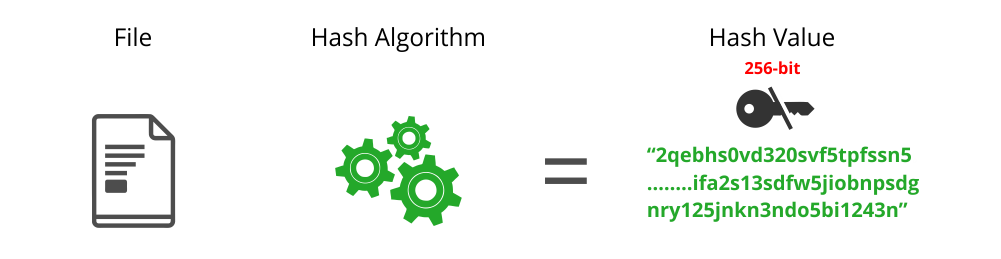 File
Hash Algorithm
Hash Value
256-bit
=
“2qebhs0vd320svf5tpfssn5
........ifa2s13sdfw5jiobnpsdg
nry125jnkn3ndo5bi1243n”